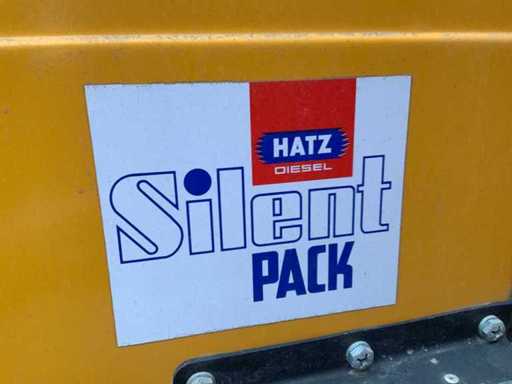 HATZ
DIESEL
Silent
PACK